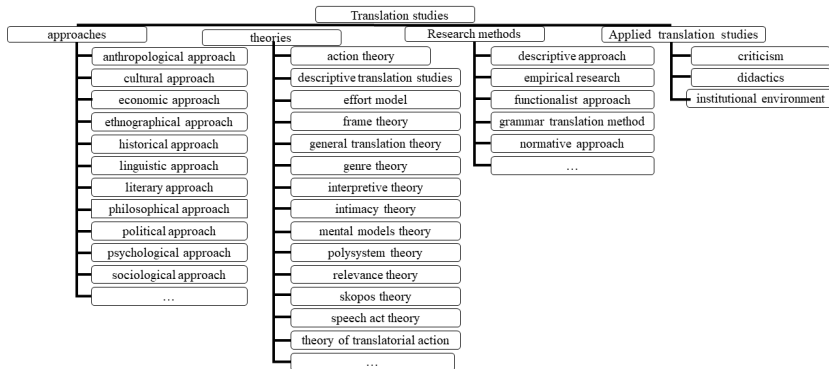 Translation studies
approaches
anthropological approach
cultural approach
economic approach
ethnographical approach
historical approach
linguistic approach
literary approach
philosophical approach
political approach
psychological approach
sociological approach
…
theories
action theory
descriptive translation studies
effort model
frame theory
general translation theory
genre theory
interpretive theory
intimacy theory
mental models theory
polysystem theory
relevance theory
skopos theory
speech act theory
theory of translatorial action
…
Research methods
descriptive approach
empirical research
functionalist approach
grammar translation method
normative approach
…
Applied translation studies
criticism
didactics
institutional environment